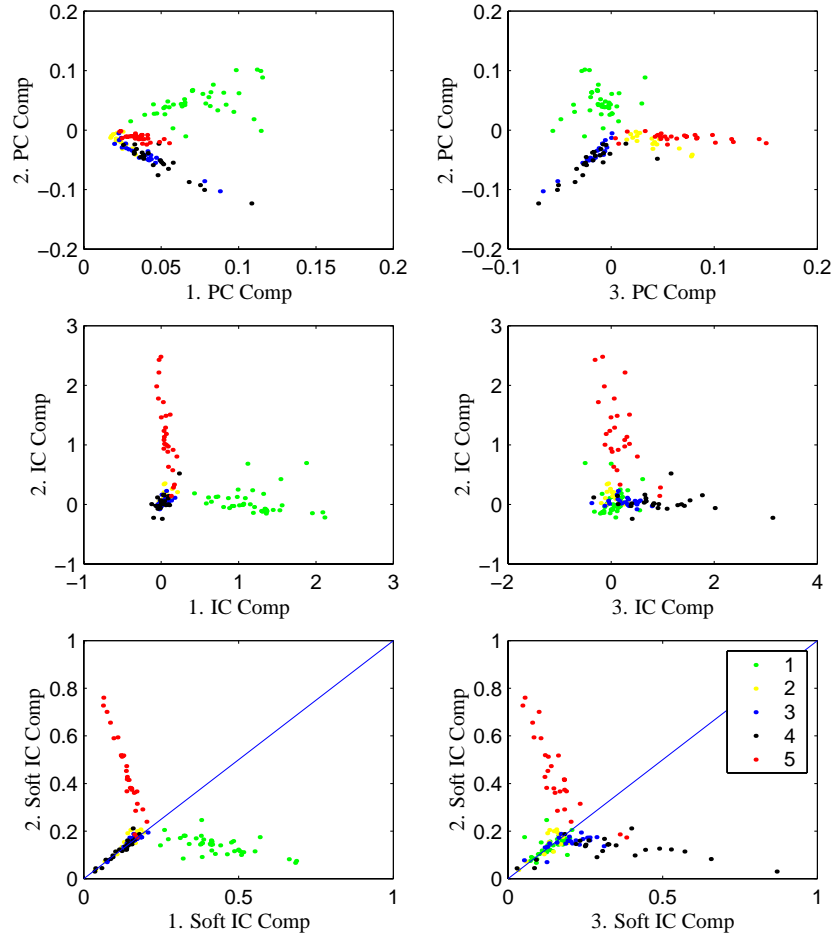 0.2
0.1
0
−0.1
−0.2
2. PC Comp
0 0.05 0.1 0.15 0.2
1. PC Comp
0.2
0.1
0
−0.1
−0.2
2. PC Comp
−0.1 0 0.1 0.2
3. PC Comp
3
2
1
0
−1
2. IC Comp
−1 0 1 2 3
1. IC Comp
3
2
1
0
−1
2. IC Comp
−2 0 2 4
3. IC Comp
1
0.8
0.6
0.4
0.2
0
2. Soft IC Comp
0 0.5 1
1. Soft IC Comp
1
0.8
0.6
0.4
0.2
0
2. Soft IC Comp
0 0.5 1
3. Soft IC Comp
1
2
3
4
5